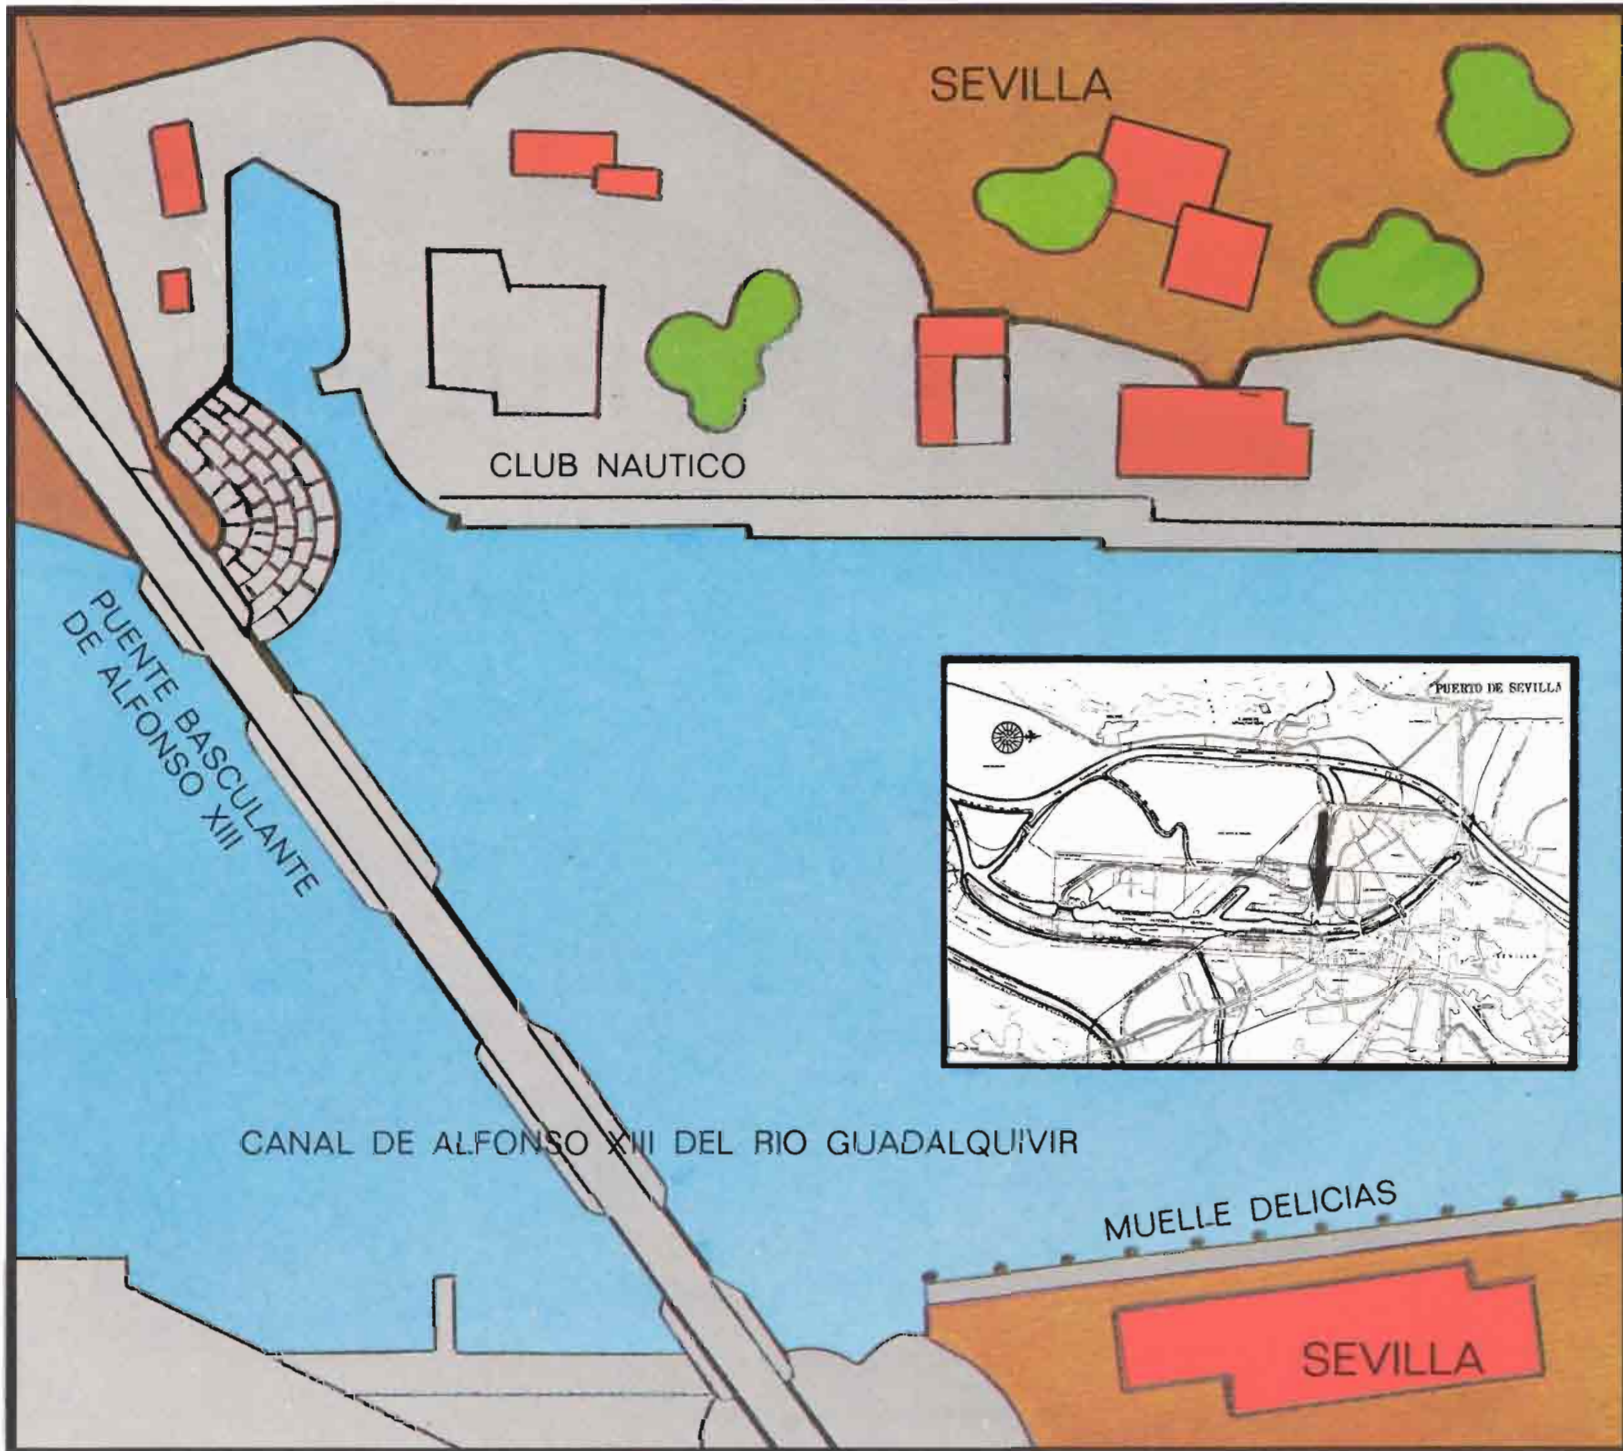 SEVILLA
CLUB NAUTICO
PUENTE BASCULANTE
DE ALFONSO XIII
PUERTO DE SEVILLA
SEVILLA
CANAL DE ALFONSO XIII DEL RIO GUADALQUIVIR
MUELLE DELICIAS
SEVILLA